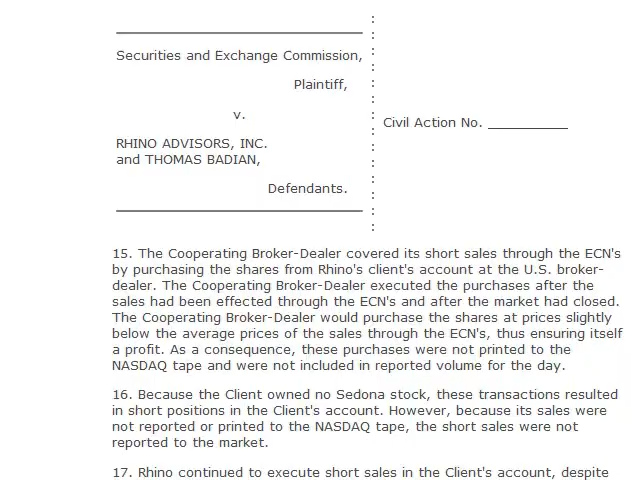 Securities and Exchange Commission,
Plaintiff,
v.
RHINO ADVISORS, INC.
and THOMAS BADIAN,
Defendants.
Civil Action No. __________
15. The Cooperating Broker-Dealer covered its short sales through the ECN's
by purchasing the shares from Rhino's client's account at the U.S. broker-
dealer. The Cooperating Broker-Dealer executed the purchases after the
sales had been effected through the ECN's and after the market had closed.
The Cooperating Broker-Dealer would purchase the shares at prices slightly
below the average prices of the sales through the ECN's, thus ensuring itself
a profit. As a consequence, these purchases were not printed to the
NASDAQ tape and were not included in reported volume for the day.
16. Because the Client owned no Sedona stock, these transactions resulted
in short positions in the Client's account. However, because its sales were
not reported or printed to the NASDAQ tape, the short sales were not
reported to the market.
17. Rhino continued to execute short sales in the Client's account, despite